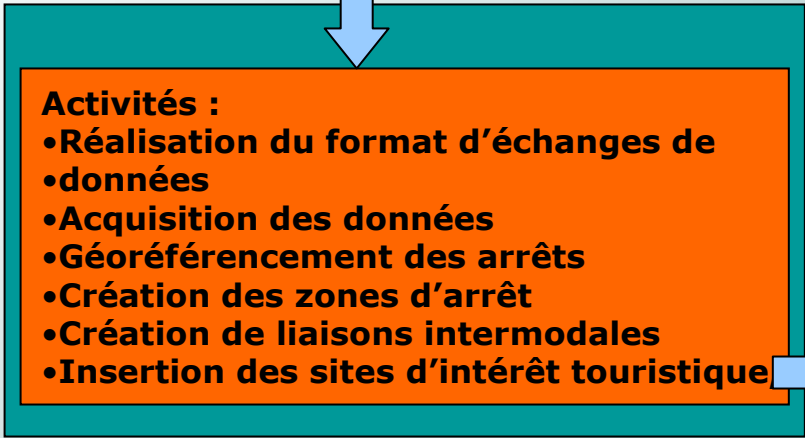 Activités :
•Réalisation du format d’échanges de
•données
•Acquisition des données
•Géoréférencement des arrêts
•Création des zones d’arrêt
•Création de liaisons intermodales
•Insertion des sites d’intérêt touristique,